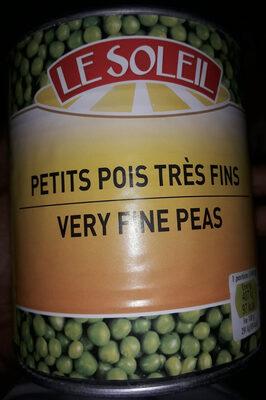 LE SOLEIL
PETITS POIS TRÈS FINS
VERY FINE PEAS